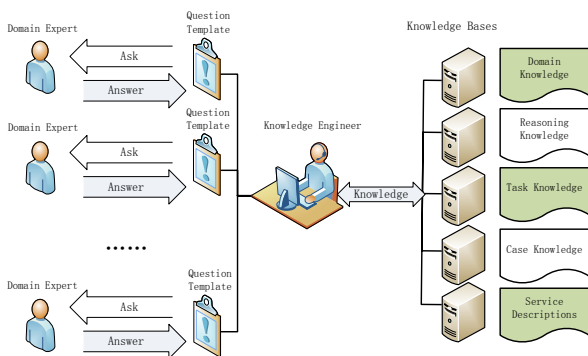 Domain Expert
Ask
Answer
Question
Template
Domain Expert
Ask
Answer
Question
Template
......
Domain Expert
Ask
Answer
Question
Template
Knowledge Engineer
Knowledge
Knowledge Bases
Domain
Knowledge
Reasoning
Knowledge
Task Knowledge
Case Knowledge
Service
Descriptions